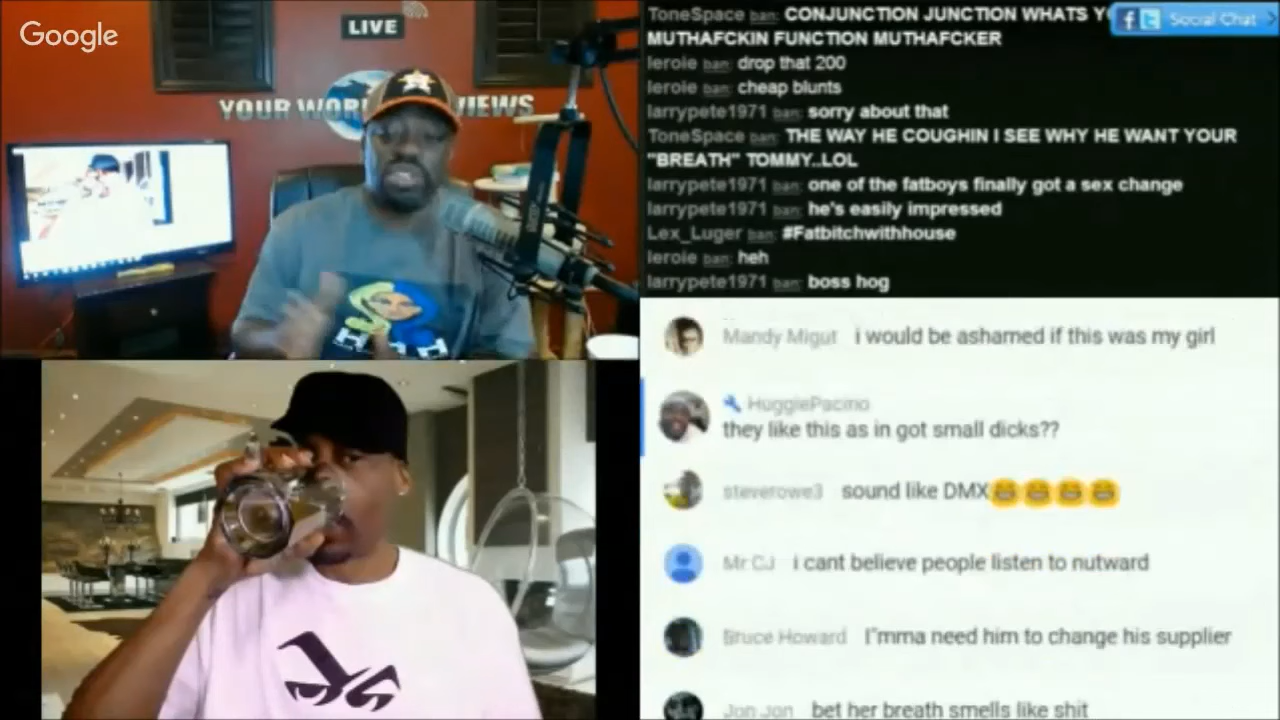 Google
LIVE
YOUR WOR VIEWS
ToneSpace ban: CONJUNCTION JUNCTION WHATS Y
MUTHAFCKIN FUNCTION MUTHAFCKER
Social Chat
leroie ban: drop that 200
leroie ban: cheap blunts
larrypete1971 ban: sorry about that
ToneSpace ban: THE WAY HE COUGHIN I SEE WHY HE WANT YOUR
"BREATH" TOMMY..LOL
larrypete1971 ban: one of the fatboys finally got a sex change
larrypete1971 ban: he's easily impressed
Lex_Luger ban: #Fatbitchwithhouse
leroie ban: heh
larrypete1971 ban: boss hog
Mandy Migut i would be ashamed if this was my girl
HuggiePacino
they like this as in got small dicks??
steverowe3 sound like DMX😂😂😂😂
Mr.CJ i cant believe people listen to nutward
Bruce Howard I"mma need him to change his supplier
Jon Jon bet her breath smells like shit